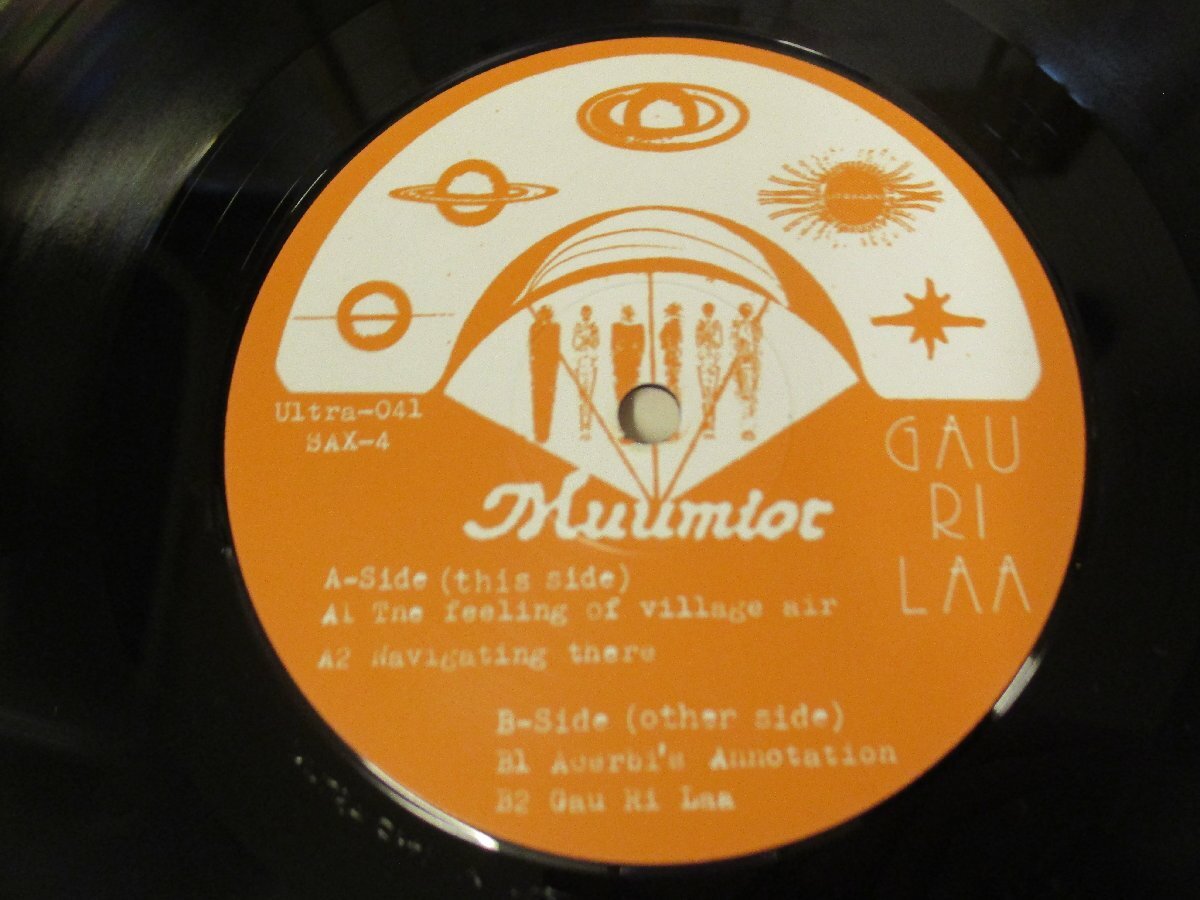 Ultra-041
SAX-4
GAU
RI
LAA
Muumiot
A-Side (this side)
A1 The feeling of village air
A2 Navigating there
B-Side (other side)
B1 Acerbi's Annotation
B2 Gau Ri Laa